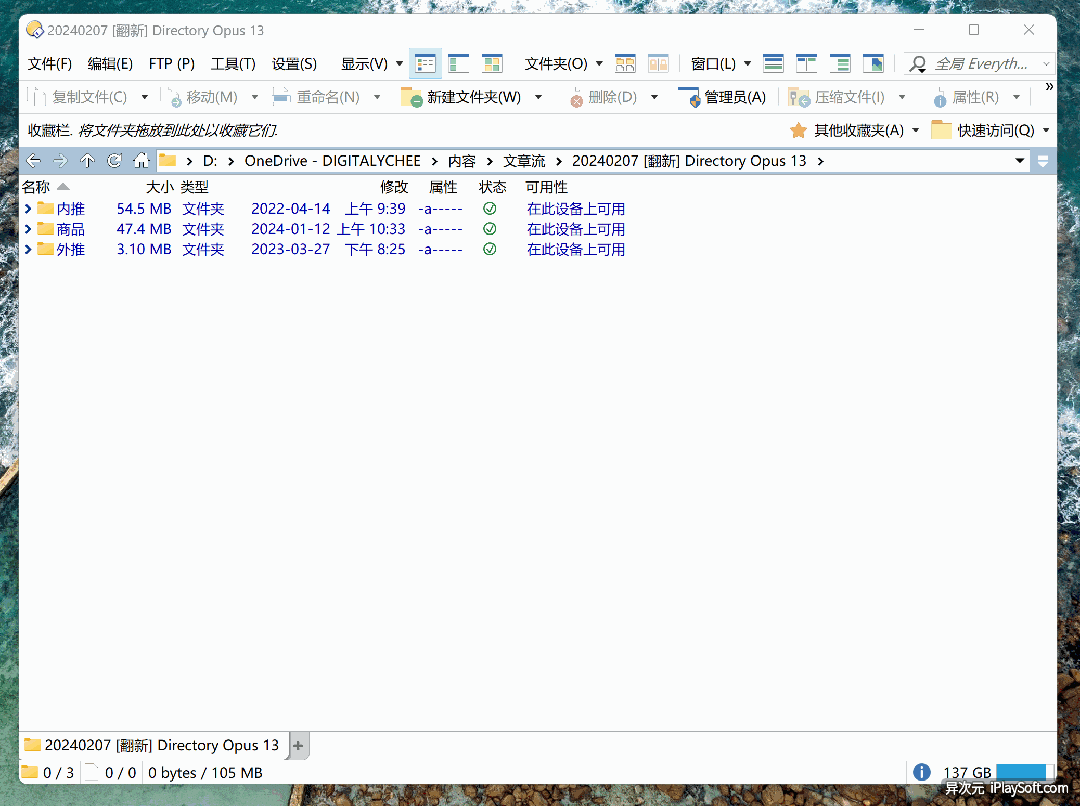 20240207 [翻新] Directory Opus 13
文件(F) 编辑(E) FTP (P) 工具(T) 设置(S) 显示(V) 文件夹(O) 窗口(L) 全局 Everyth...
复制文件(C) 移动(M) 重命名(N) 新建文件夹(W) 删除(D) 管理员(A) 压缩文件(I) 属性(R) »
收藏栏. 将文件夹拖放到此处以收藏它们. 其他收藏夹(A) 快速访问(Q)
D: OneDrive - DIGITALYCHEE 内容 文章流 20240207 [翻新] Directory Opus 13
名称 大小 类型 修改 属性 状态 可用性
内推 54.5 MB 文件夹 2022-04-14 上午 9:39 -a----- 在此设备上可用
商品 47.4 MB 文件夹 2024-01-12 上午 10:33 -a----- 在此设备上可用
外推 3.10 MB 文件夹 2023-03-27 下午 8:25 -a----- 在此设备上可用
20240207 [翻新] Directory Opus 13 +
0 / 3 0 / 0 0 bytes / 105 MB 137 GB
异次元 iPlaySoft.com